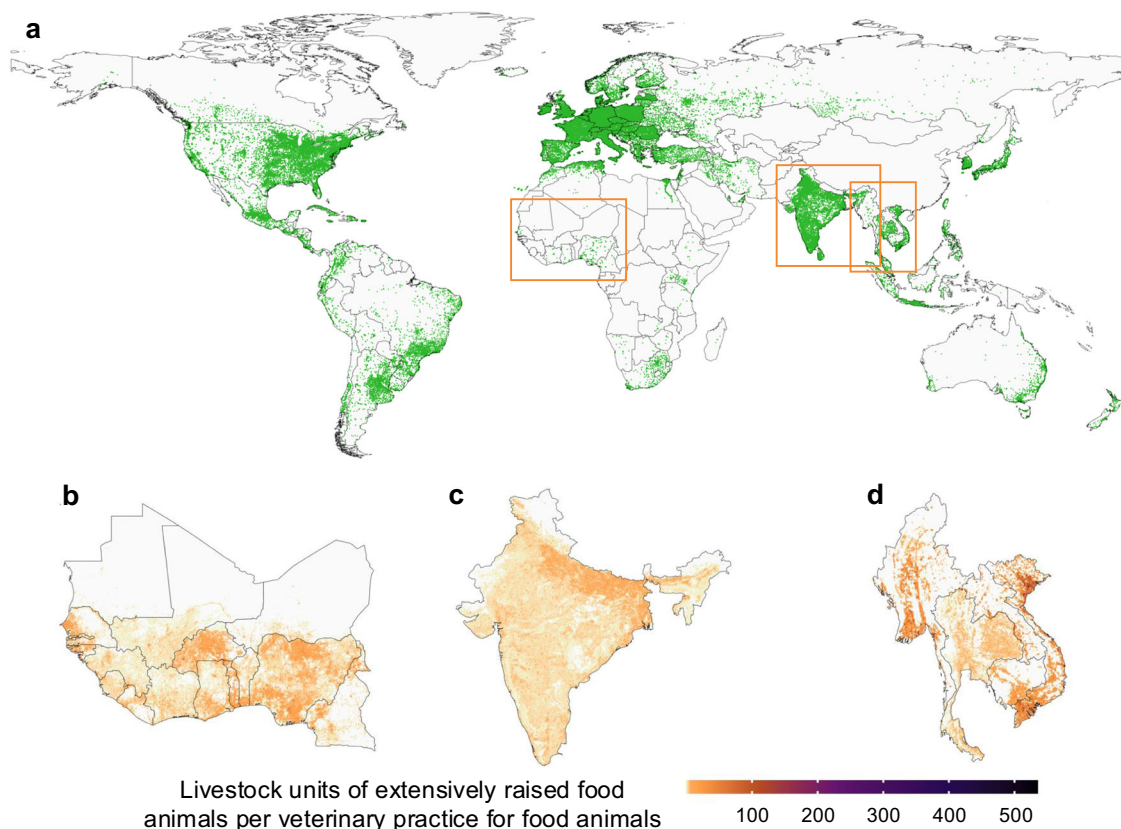 a
b
c
d
Livestock units of extensively raised food
animals per veterinary practice for food animals
100 200 300 400 500